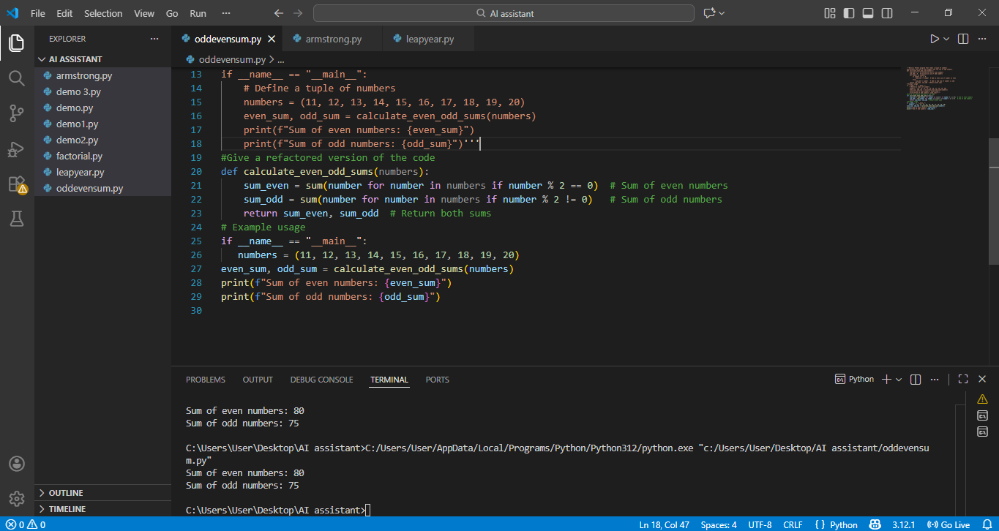 File Edit Selection View Go Run ··· AI assistant
EXPLORER ···
AI ASSISTANT
armstrong.py
demo 3.py
demo.py
demo1.py
demo2.py
factorial.py
leapyear.py
oddevensum.py
OUTLINE
TIMELINE
oddevensum.py armstrong.py leapyear.py
oddevensum.py > ...
13 if __name__ == "__main__":
14     # Define a tuple of numbers
15     numbers = (11, 12, 13, 14, 15, 16, 17, 18, 19, 20)
16     even_sum, odd_sum = calculate_even_odd_sums(numbers)
17     print(f"Sum of even numbers: {even_sum}")
18     print(f"Sum of odd numbers: {odd_sum}")'''
19 #Give a refactored version of the code
20 def calculate_even_odd_sums(numbers):
21     sum_even = sum(number for number in numbers if number % 2 == 0)  # Sum of even numbers
22     sum_odd = sum(number for number in numbers if number % 2 != 0)   # Sum of odd numbers
23     return sum_even, sum_odd  # Return both sums
24 # Example usage
25 if __name__ == "__main__":
26    numbers = (11, 12, 13, 14, 15, 16, 17, 18, 19, 20)
27 even_sum, odd_sum = calculate_even_odd_sums(numbers)
28 print(f"Sum of even numbers: {even_sum}")
29 print(f"Sum of odd numbers: {odd_sum}")
30
PROBLEMS OUTPUT DEBUG CONSOLE TERMINAL PORTS Python
Sum of even numbers: 80
Sum of odd numbers: 75
C:\Users\User\Desktop\AI assistant>C:/Users/User/AppData/Local/Programs/Python/Python312/python.exe "c:/Users/User/Desktop/AI assistant/oddevensu
m.py"
Sum of even numbers: 80
Sum of odd numbers: 75
C:\Users\User\Desktop\AI assistant>
0 0 Ln 18, Col 47 Spaces: 4 UTF-8 CRLF { } Python 3.12.1 Go Live